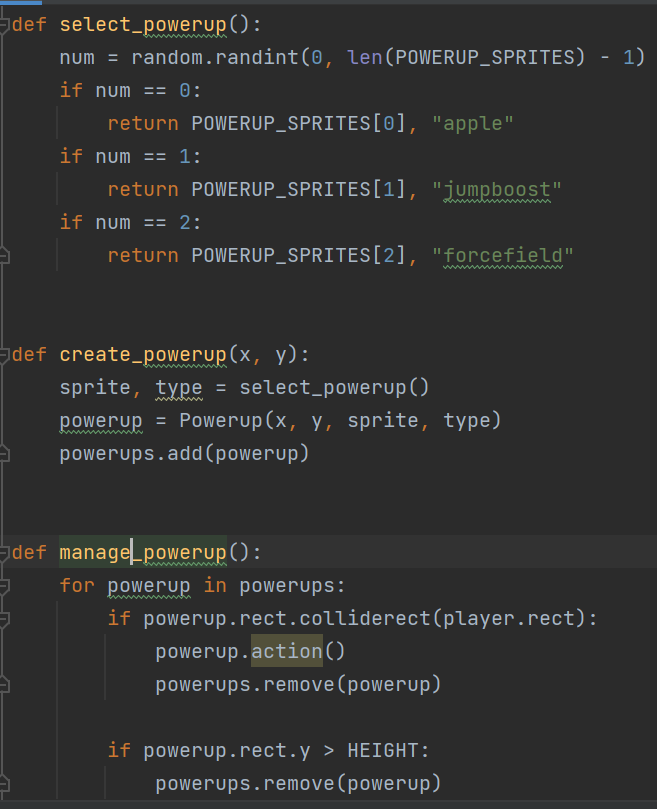 def select_powerup():
    num = random.randint(0, len(POWERUP_SPRITES) - 1)
    if num == 0:
        return POWERUP_SPRITES[0], "apple"
    if num == 1:
        return POWERUP_SPRITES[1], "jumpboost"
    if num == 2:
        return POWERUP_SPRITES[2], "forcefield"
def create_powerup(x, y):
    sprite, type = select_powerup()
    powerup = Powerup(x, y, sprite, type)
    powerups.add(powerup)
def manage_powerup():
    for powerup in powerups:
        if powerup.rect.colliderect(player.rect):
            powerup.action()
            powerups.remove(powerup)
        if powerup.rect.y > HEIGHT:
            powerups.remove(powerup)